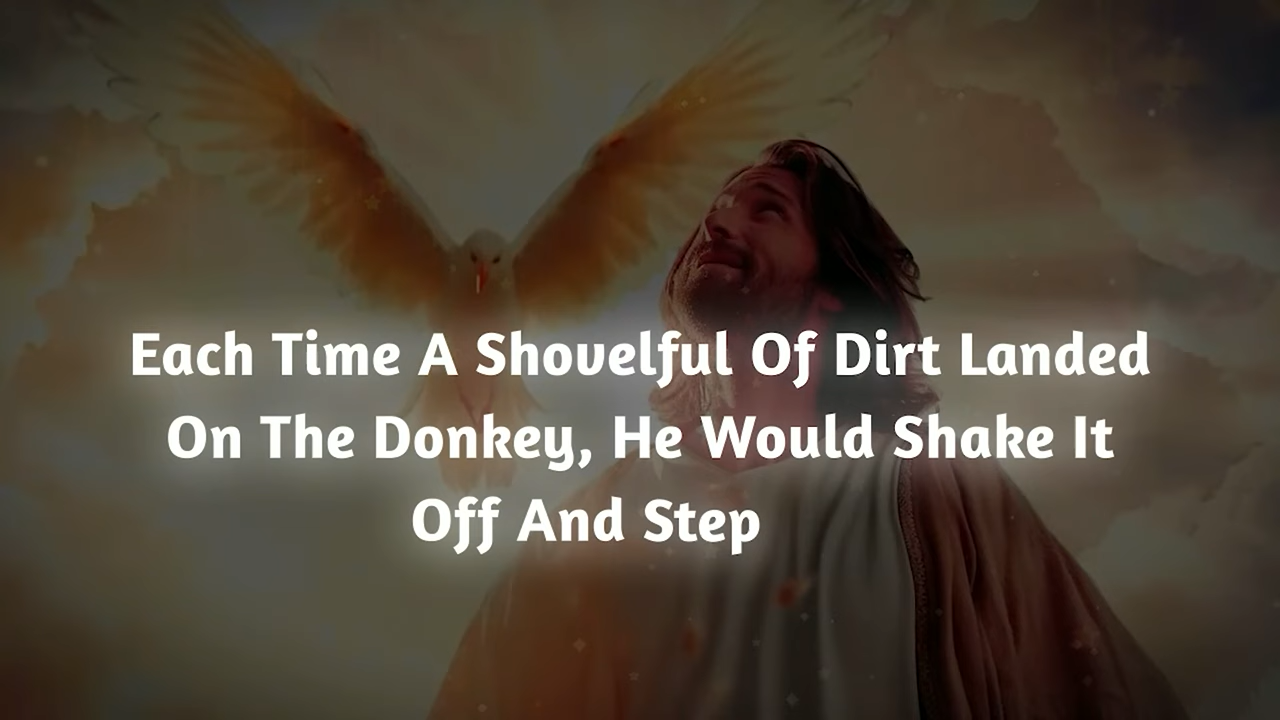 Each Time A Shovelful Of Dirt Landed
On The Donkey, He Would Shake It
Off And Step